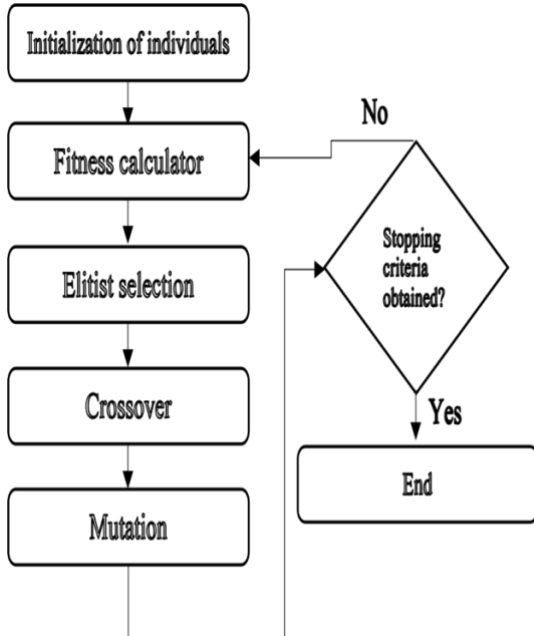 Initialization of individuals
Fitness calculator
Elitist selection
Crossover
Mutation
No
Stopping
criteria
obtained?
Yes
End